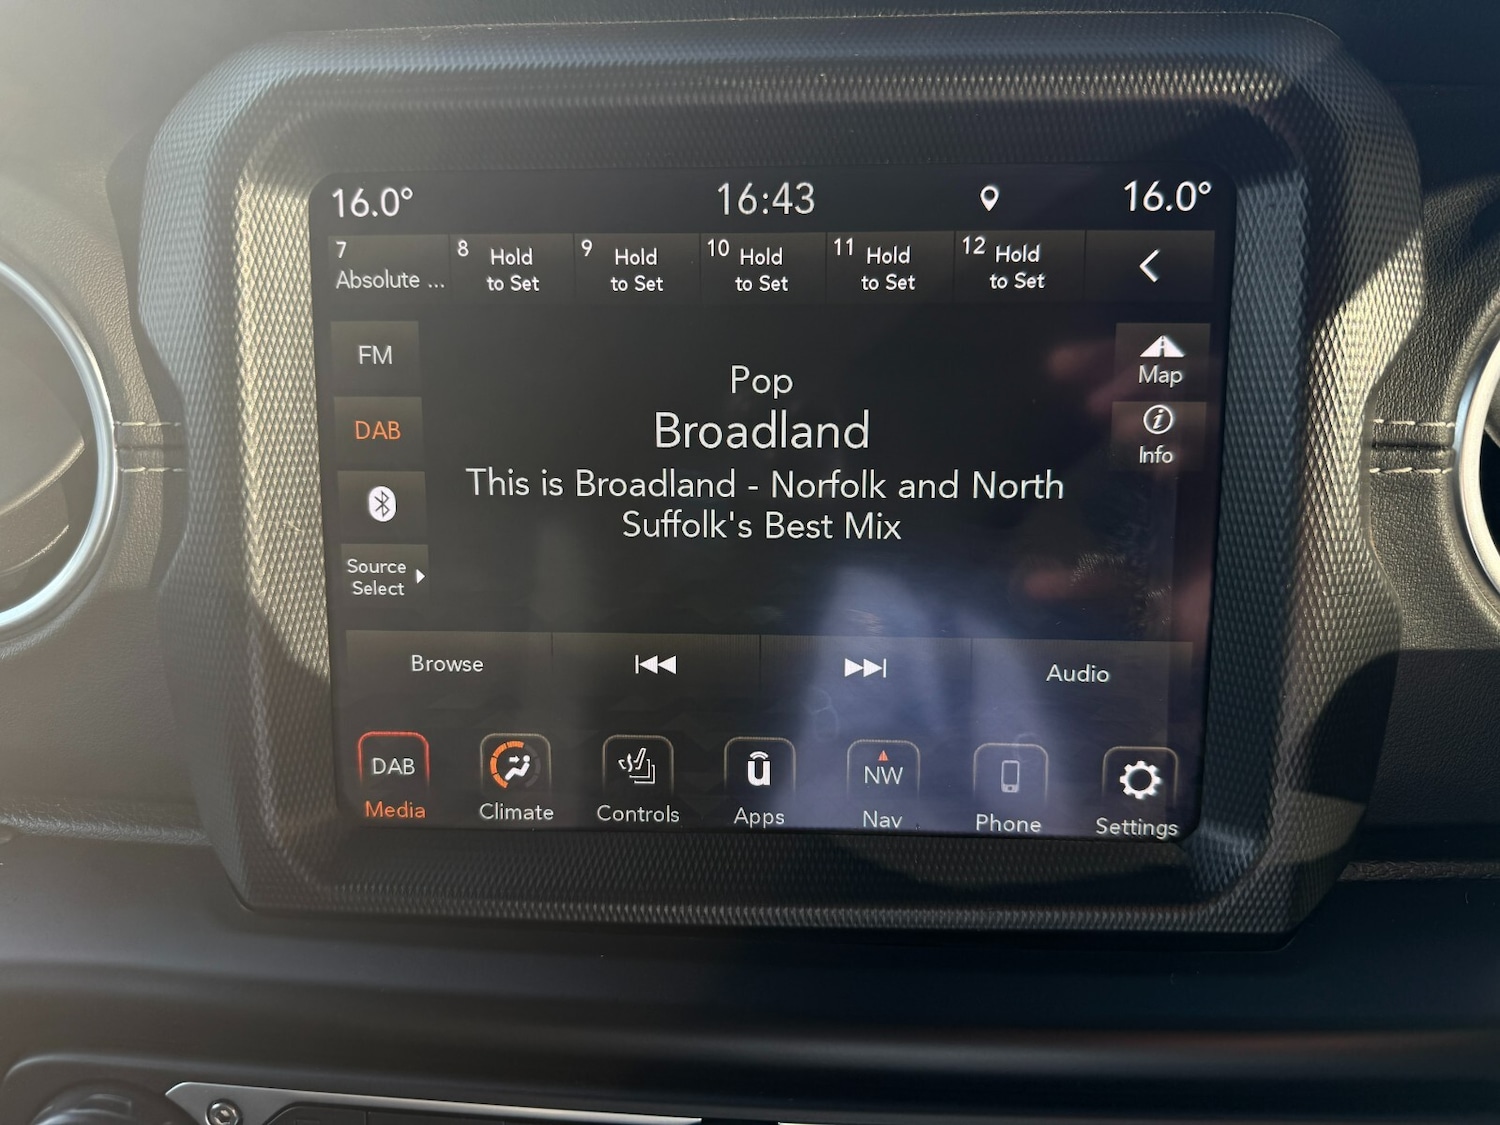 16.0° 16:43 16.0°
7 8 Hold 9 Hold 10 Hold 11 Hold 12 Hold
Absolute ... to Set to Set to Set to Set to Set
FM
DAB
Source
Select
Pop
Broadland
This is Broadland - Norfolk and North
Suffolk's Best Mix
Map
i
Info
Browse Audio
DAB ū NW
Media Climate Controls Apps Nav Phone Settings